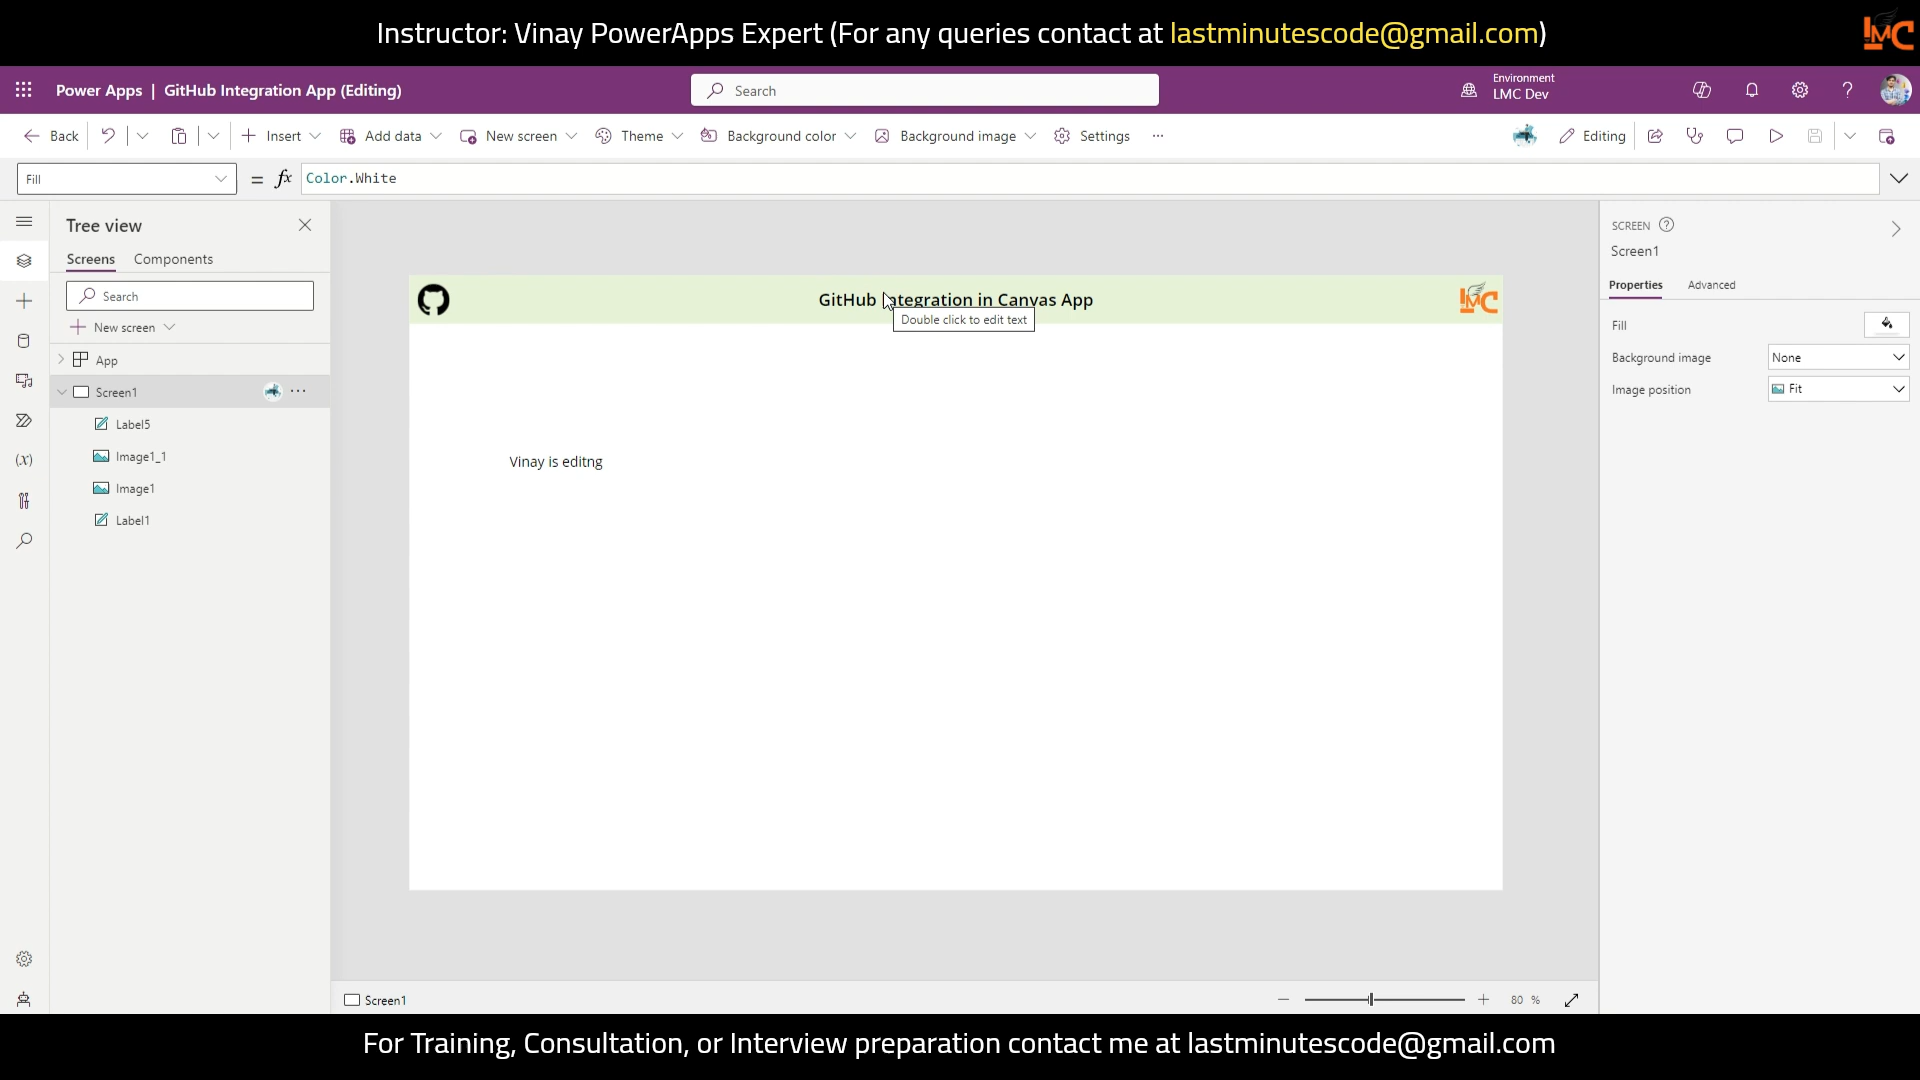 Instructor: Vinay PowerApps Expert (For any queries contact at lastminutescode@gmail.com)
LMC
Power Apps | GitHub Integration App (Editing)
Search
Environment
LMC Dev
Back
Insert
Add data
New screen
Theme
Background color
Background image
Settings
...
Editing
Fill
= fx Color.White
Tree view
Screens
Components
Search
New screen
App
Screen1
...
Label5
Image1_1
Image1
Label1
(x)
GitHub Integration in Canvas App
LMC
Double click to edit text
Vinay is editng
SCREEN
Screen1
Properties
Advanced
Fill
Background image
None
Image position
Fit
Screen1
80 %
For Training, Consultation, or Interview preparation contact me at lastminutescode@gmail.com